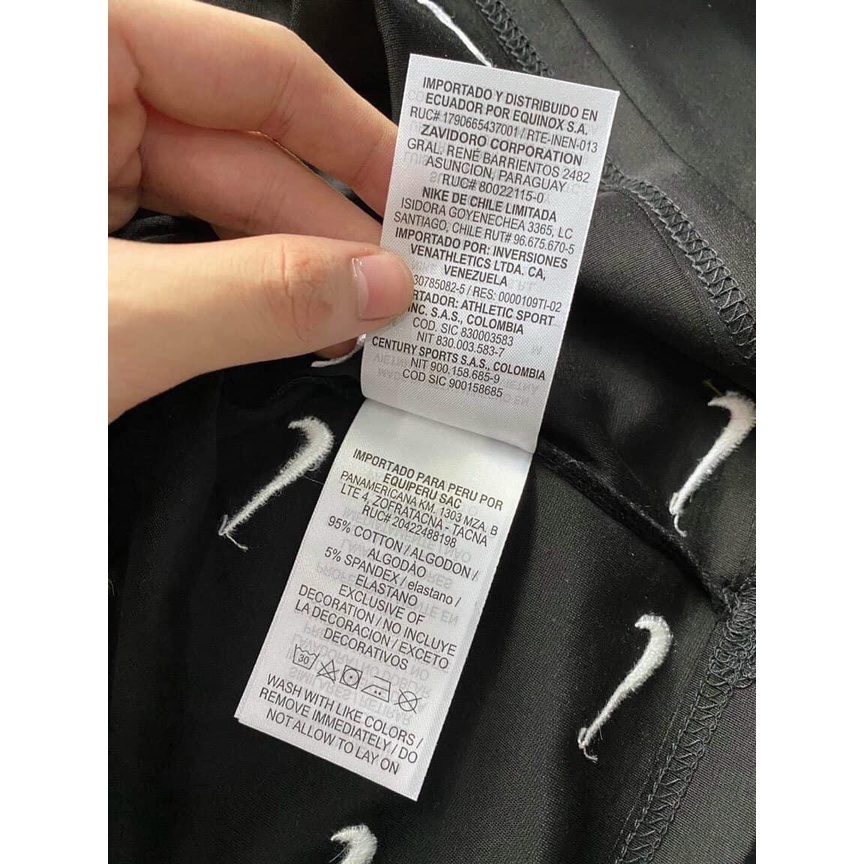 IMPORTADO Y DISTRIBUIDO EN
ECUADOR POR EQUINOX S.A.
RUC# 1790665437001 / RTE-INEN-013
ZAVIDORO CORPORATION
GRAL. RENÉ BARRIENTOS 2482
ASUNCION, PARAGUAY
RUC# 80022115-0
NIKE DE CHILE LIMITADA
ISIDORA GOYENECHEA 3365, LC
SANTIAGO, CHILE RUT# 96.675.670-5
IMPORTADO POR: INVERSIONES
VENATHLETICS LTDA. CA,
VENEZUELA
30785082-5 / RES: 0000109TI-02
RTADOR: ATHLETIC SPORT
INC. S.A.S., COLOMBIA
COD. SIC 830003583
NIT 830.003.583-7
CENTURY SPORTS S.A.S., COLOMBIA
NIT 900.158.685-9
COD SIC 900158685
IMPORTADO PARA PERU POR
EQUIPERU SAC
PANAMERICANA KM. 1303 MZA. B
LTE 4, ZOFRATACNA - TACNA
RUC# 20422488198
95% COTTON / ALGODON /
ALGODÃO
5% SPANDEX / elastano /
ELASTANO
EXCLUSIVE OF
DECORATION / NO INCLUYE
LA DECORACION / EXCETO
DECORATIVOS
30
WASH WITH LIKE COLORS /
REMOVE IMMEDIATELY / DO
NOT ALLOW TO LAY ON